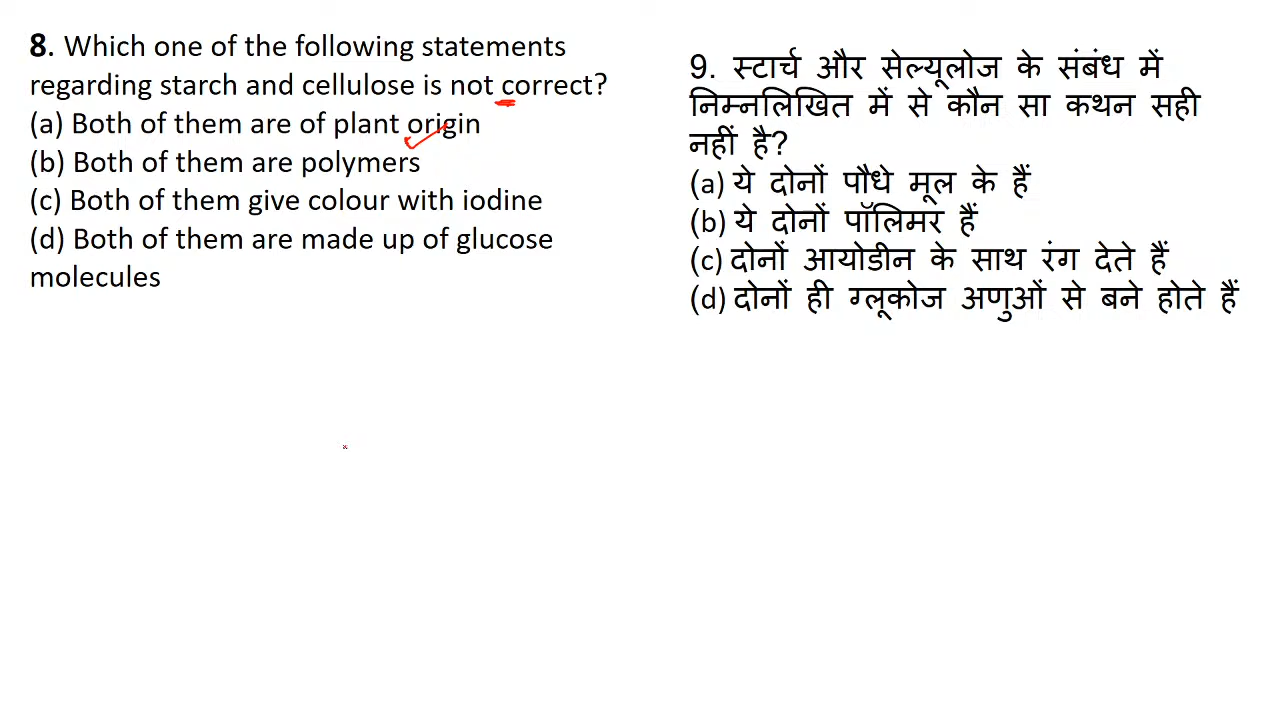 8. Which one of the following statements
regarding starch and cellulose is not correct?
(a) Both of them are of plant origin
(b) Both of them are polymers
(c) Both of them give colour with iodine
(d) Both of them are made up of glucose
molecules
9. स्टार्च और सेल्यूलोज के संबंध में
निम्नलिखित में से कौन सा कथन सही
नहीं है?
(a) ये दोनों पौधे मूल के हैं
(b) ये दोनों पॉलिमर हैं
(c) दोनों आयोडीन के साथ रंग देते हैं
(d) दोनों ही ग्लूकोज अणुओं से बने होते हैं